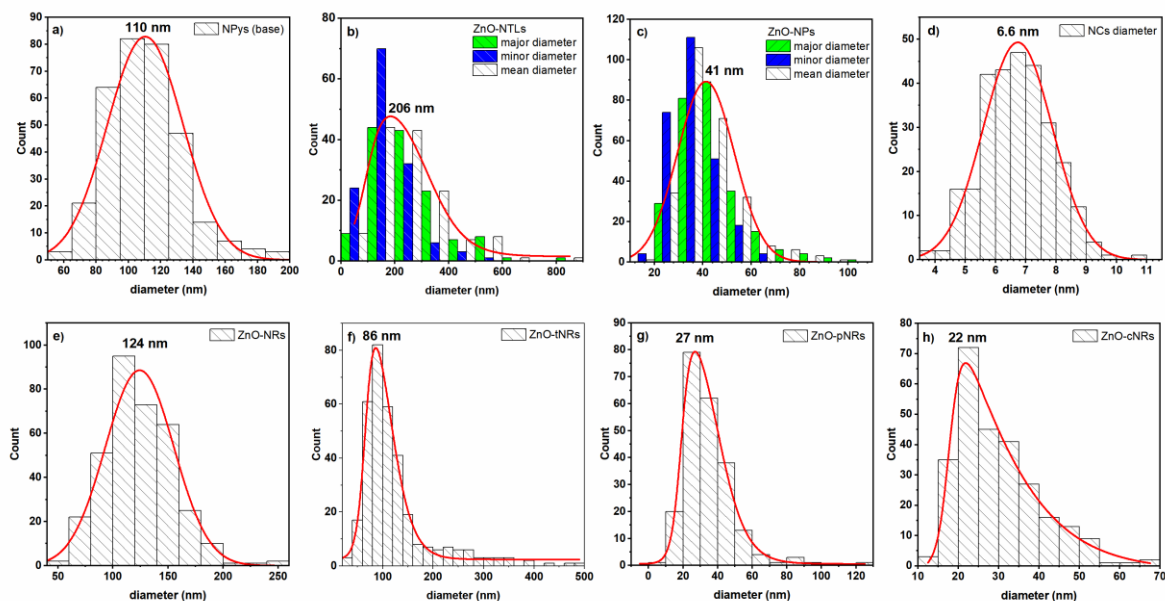 a)
110 nm
NPys (base)
Count
80
70
60
50
40
30
20
10
0
60
80
100
120
140
160
180
200
diameter (nm)
b)
ZnO-NTLs
major diameter
minor diameter
mean diameter
206 nm
Count
80
60
40
20
0
0
200
400
600
800
diameter (nm)
c)
ZnO-NPs
major diameter
minor diameter
mean diameter
41 nm
Count
120
100
80
60
40
20
0
20
40
60
80
100
diameter (nm)
d)
6.6 nm
NCs diameter
Count
50
40
30
20
10
0
4
5
6
7
8
9
10
11
diameter (nm)
e)
124 nm
ZnO-NRs
Count
100
80
60
40
20
0
50
100
150
200
250
diameter (nm)
f)
86 nm
ZnO-tNRs
Count
80
60
40
20
0
0
100
200
300
400
500
diameter (nm)
g)
27 nm
ZnO-pNRs
Count
90
80
70
60
50
40
30
20
10
0
0
20
40
60
80
100
120
diameter (nm)
h)
22 nm
ZnO-cNRs
Count
80
70
60
50
40
30
20
10
0
10
20
30
40
50
60
70
diameter (nm)